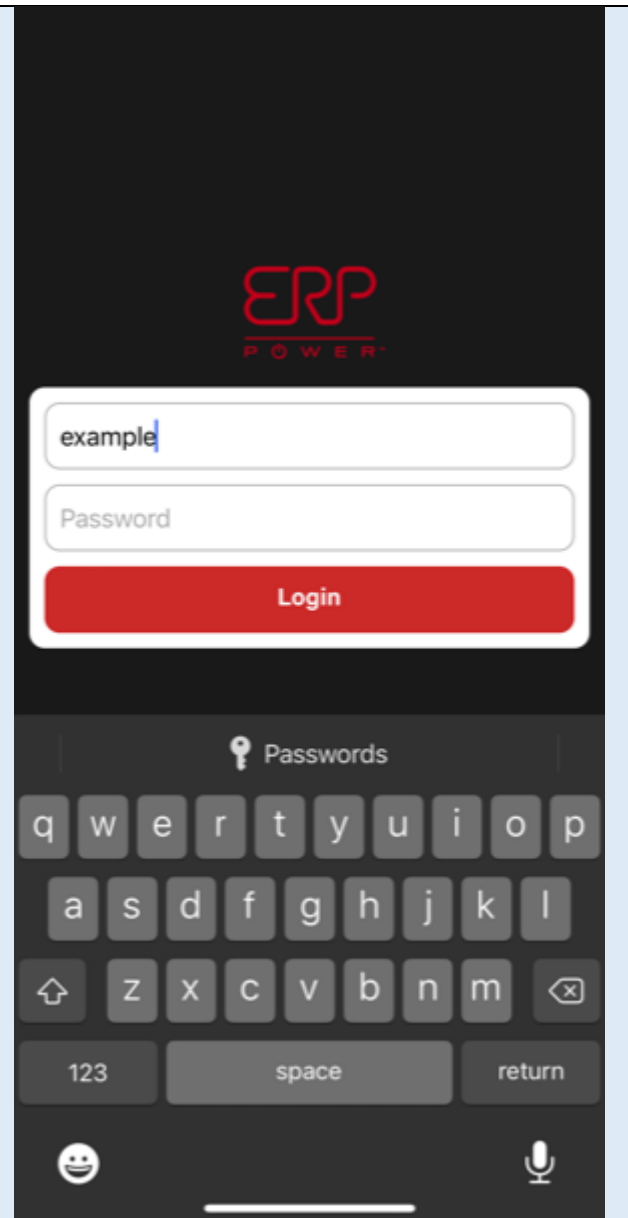 ERP
POWER
example
Password
Login
Passwords
q w e r t y u i o p
a s d f g h j k l
z x c v b n m
123 space return